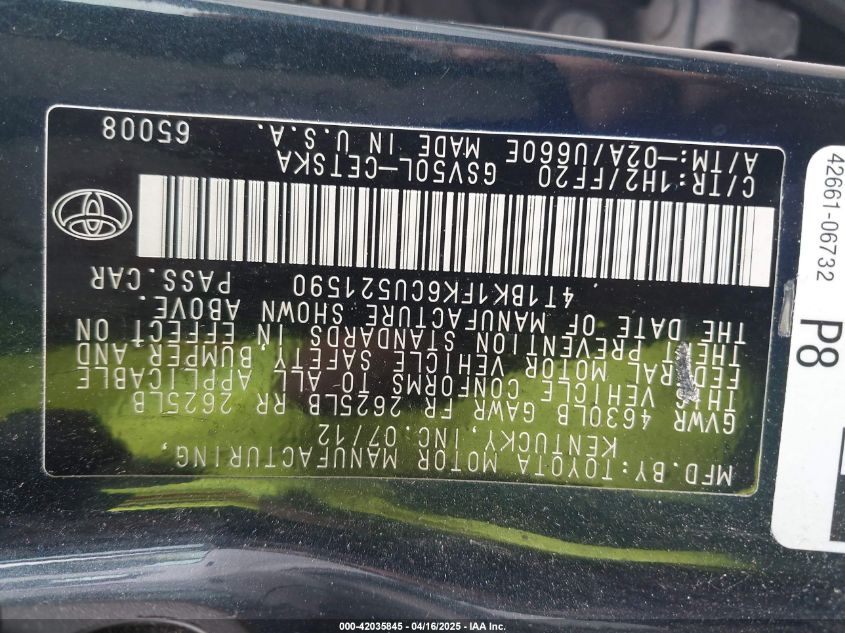 MFD.BY:TOYOTA MOTOR MANUFACTURING,
KENTUCKY, INC. 07/12
GVWR 4630LB GAWR FR 2625LB RR 2625LB
THIS VEHICLE CONFORMS TO ALL APPLICABLE
FEDERAL MOTOR VEHICLE SAFETY, BUMPER AND
THEFT PREVENTION STANDARDS IN EFFECT ON
THE DATE OF MANUFACTURE SHOWN ABOVE.
4T1BK1FK6CU521590 PASS.CAR
C/TR:1H2/FF20 GSV50L-CETSKA
A/TM:-02A/U660E MADE IN U.S.A. 65008
42661-06732
P8
000-42035845 - 04/16/2025 - IAA Inc.